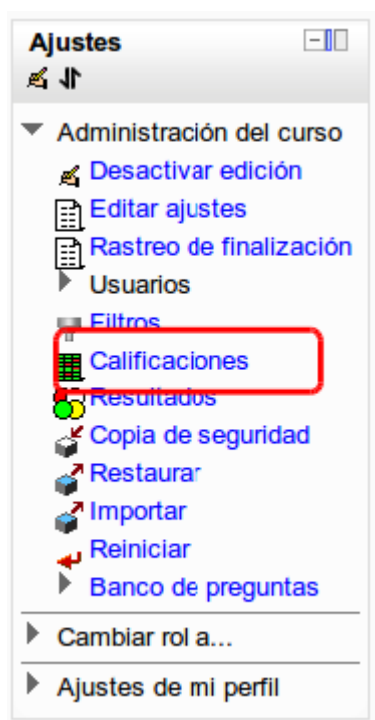 Ajustes
Administración del curso
Desactivar edición
Editar ajustes
Rastreo de finalización
Usuarios
Filtros
Calificaciones
Resultados
Copia de seguridad
Restaurar
Importar
Reiniciar
Banco de preguntas
Cambiar rol a...
Ajustes de mi perfil